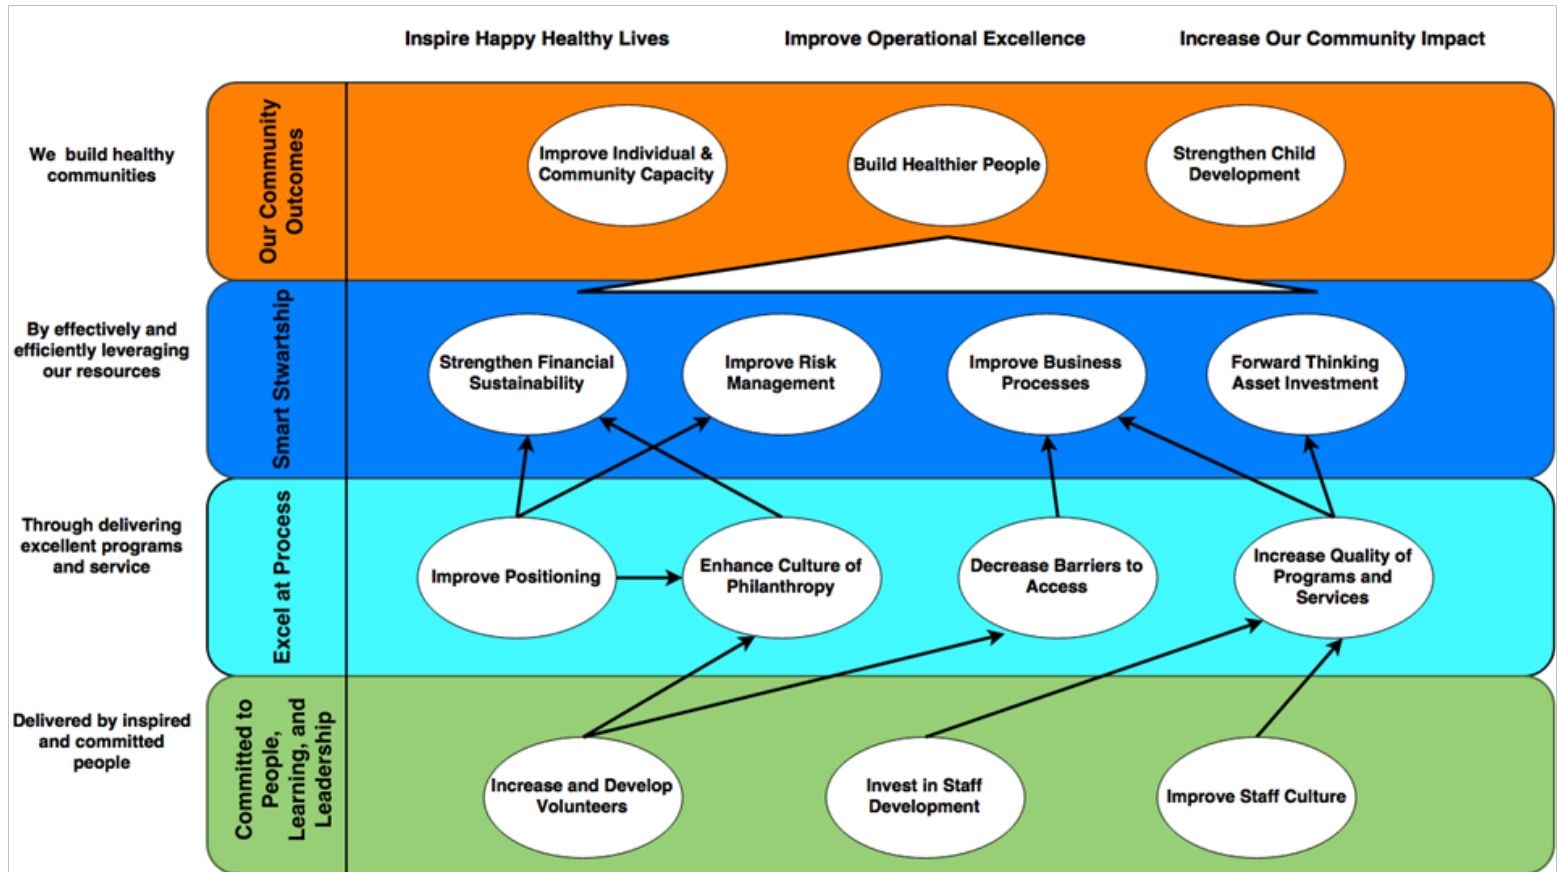 Inspire Happy Healthy Lives
Improve Operational Excellence
Increase Our Community Impact
We build healthy
communities
Our Community
Outcomes
Improve Individual &
Community Capacity
Build Healthier People
Strengthen Child
Development
By effectively and
efficiently leveraging
our resources
Smart Stwartship
Strengthen Financial
Sustainability
Improve Risk
Management
Improve Business
Processes
Forward Thinking
Asset Investment
Through delivering
excellent programs
and service
Excel at Process
Improve Positioning
Enhance Culture of
Philanthropy
Decrease Barriers to
Access
Increase Quality of
Programs and
Services
Delivered by inspired
and committed
people
Committed to
People,
Learning, and
Leadership
Increase and Develop
Volunteers
Invest in Staff
Development
Improve Staff Culture